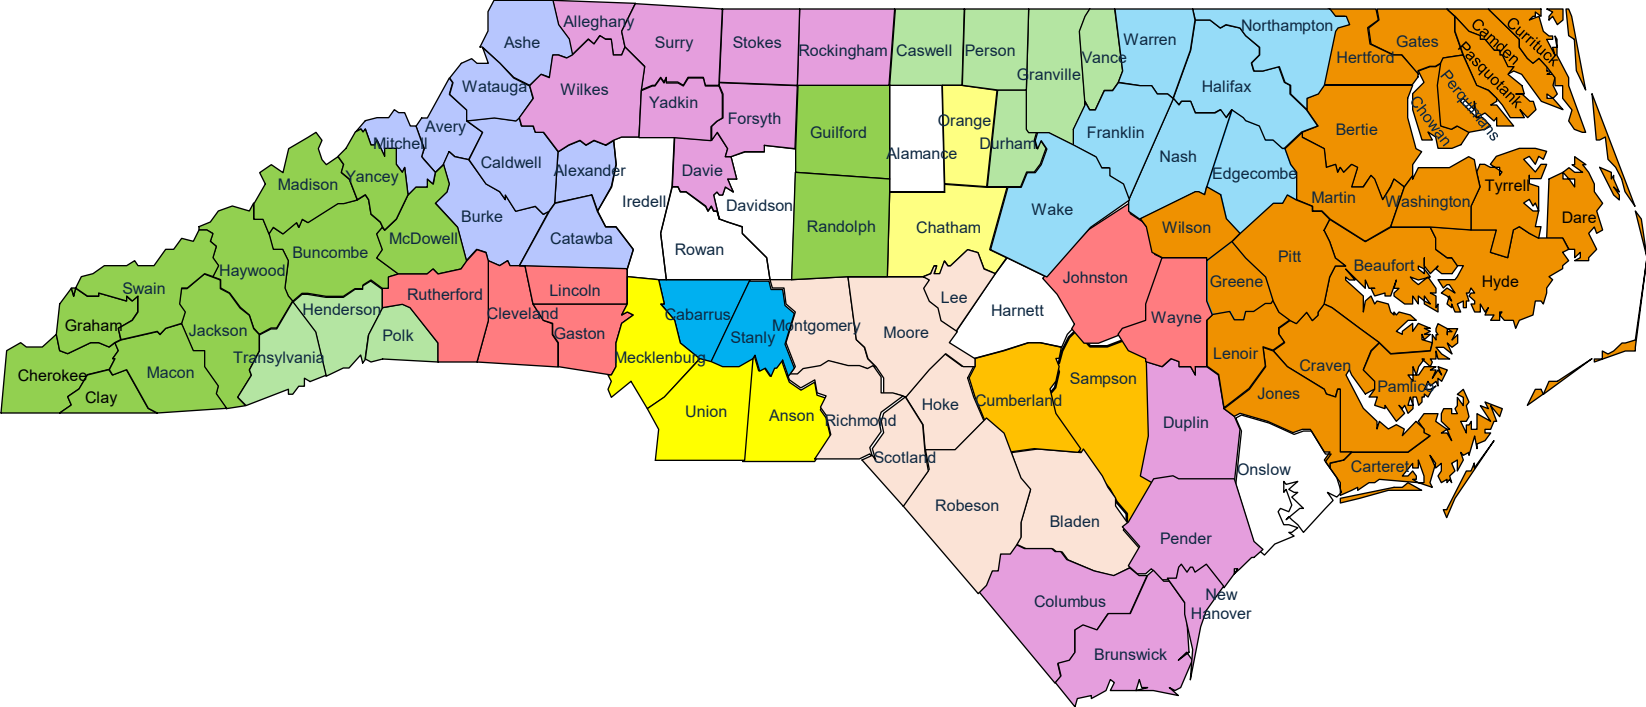 Alleghany
Northampton
Currituck
Ashe
Surry
Stokes
Rockingham
Caswell
Person
Warren
Gates
Camden
Granville
Vance
Hertford
Pasquotank
Watauga
Wilkes
Yadkin
Halifax
Perquimans
Forsyth
Orange
Chowan
Avery
Mitchell
Guilford
Franklin
Bertie
Durham
Alamance
Caldwell
Alexander
Davie
Nash
Edgecombe
Madison
Yancey
Tyrrell
Iredell
Davidson
Martin
Washington
Burke
Wake
Dare
McDowell
Catawba
Rowan
Randolph
Chatham
Wilson
Buncombe
Pitt
Haywood
Beaufort
Swain
Rutherford
Lincoln
Johnston
Greene
Hyde
Lee
Henderson
Cleveland
Cabarrus
Harnett
Graham
Jackson
Polk
Gaston
Stanly
Montgomery
Moore
Wayne
Transylvania
Mecklenburg
Lenoir
Cherokee
Macon
Craven
Clay
Cumberland
Sampson
Jones
Pamlico
Union
Anson
Richmond
Hoke
Duplin
Scotland
Onslow
Carteret
Robeson
Bladen
Pender
Columbus
New
Hanover
Brunswick